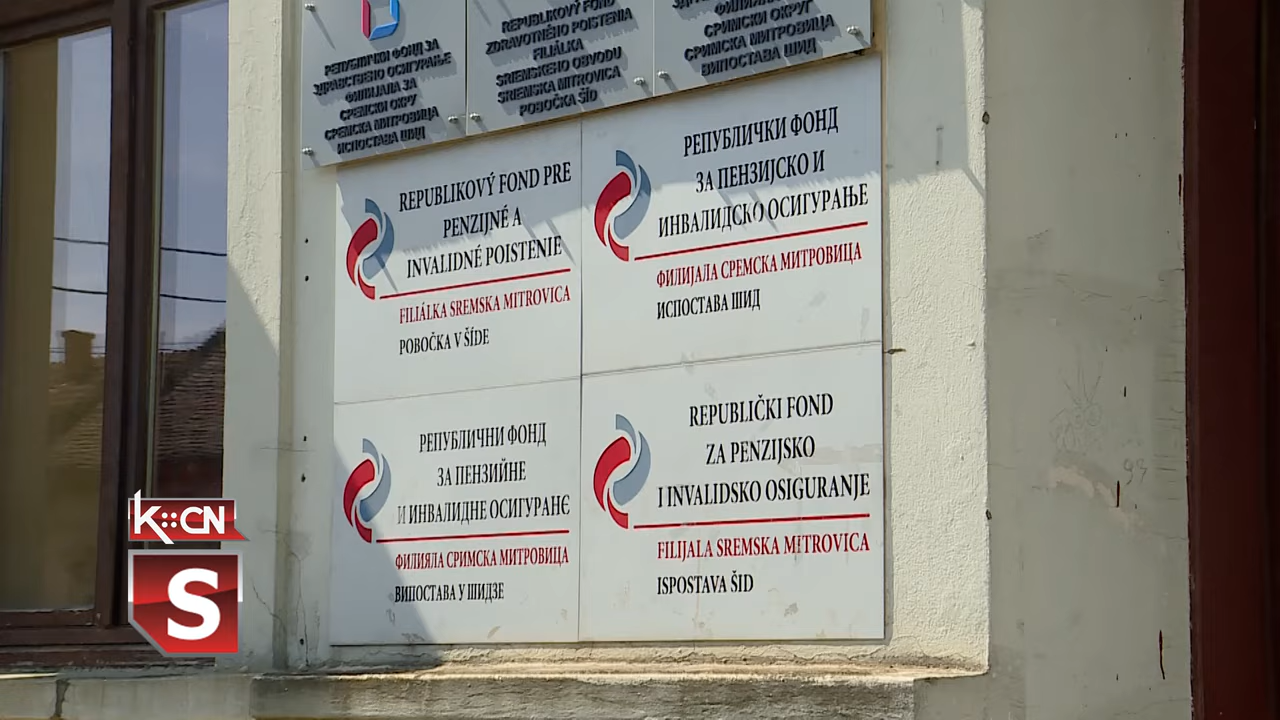 РЕПУБЛИЧКИ ФОНД ЗА
ЗДРАВСТВЕНО ОСИГУРАЊЕ
ФИЛИЈАЛА ЗА
СРЕМСКИ ОКРУГ
СРЕМСКА МИТРОВИЦА
ИСПОСТАВА ШИД
REPUBLIKOVÝ FOND
ZDRAVOTNÉHO POISTENIA
FILIÁLKA
SRIEMSKEHO OBVODU
SRIEMSKA MITROVICA
POBOČKA ŠÍD
СРИМСКИ ОКРУГ
СРИМСКА МИТРОВИЦА
ВИПОСТАВА ШИД
REPUBLIKOVÝ FOND PRE
PENZIJNÉ A
INVALIDNÉ POISTENIE
FILIÁLKA SREMSKA MITROVICA
POBOČKA V ŠÍDE
РЕПУБЛИЧКИ ФОНД
ЗА ПЕНЗИЈСКО И
ИНВАЛИДСКО ОСИГУРАЊЕ
ФИЛИЈАЛА СРЕМСКА МИТРОВИЦА
ИСПОСТАВА ШИД
РЕПУБЛИЧНИ ФОНД
ЗА ПЕНЗИЙНЕ
И ИНВАЛИДНЕ ОСИГУРАНЄ
ФИЛИЯЛА СРИМСКА МИТРОВИЦА
ВИПОСТАВА У ШИДЗЕ
REPUBLIČKI FOND
ZA PENZIJSKO
I INVALIDSKO OSIGURANJE
FILIJALA SREMSKA MITROVICA
ISPOSTAVA ŠID
K::CN
S